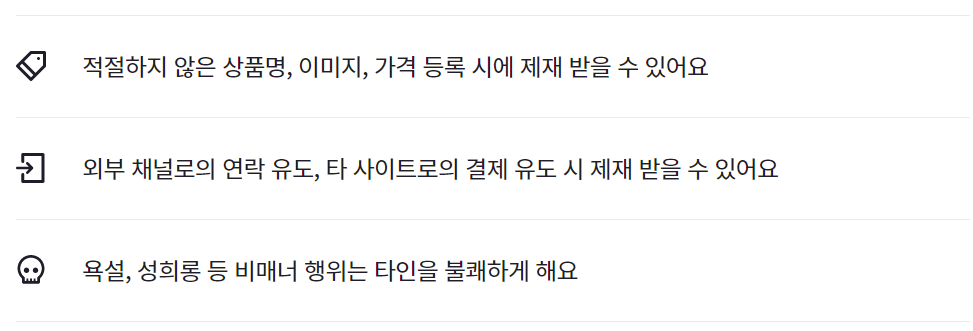 적절하지 않은 상품명, 이미지, 가격 등록 시에 제재 받을 수 있어요
외부 채널로의 연락 유도, 타 사이트로의 결제 유도 시 제재 받을 수 있어요
욕설, 성희롱 등 비매너 행위는 타인을 불쾌하게 해요